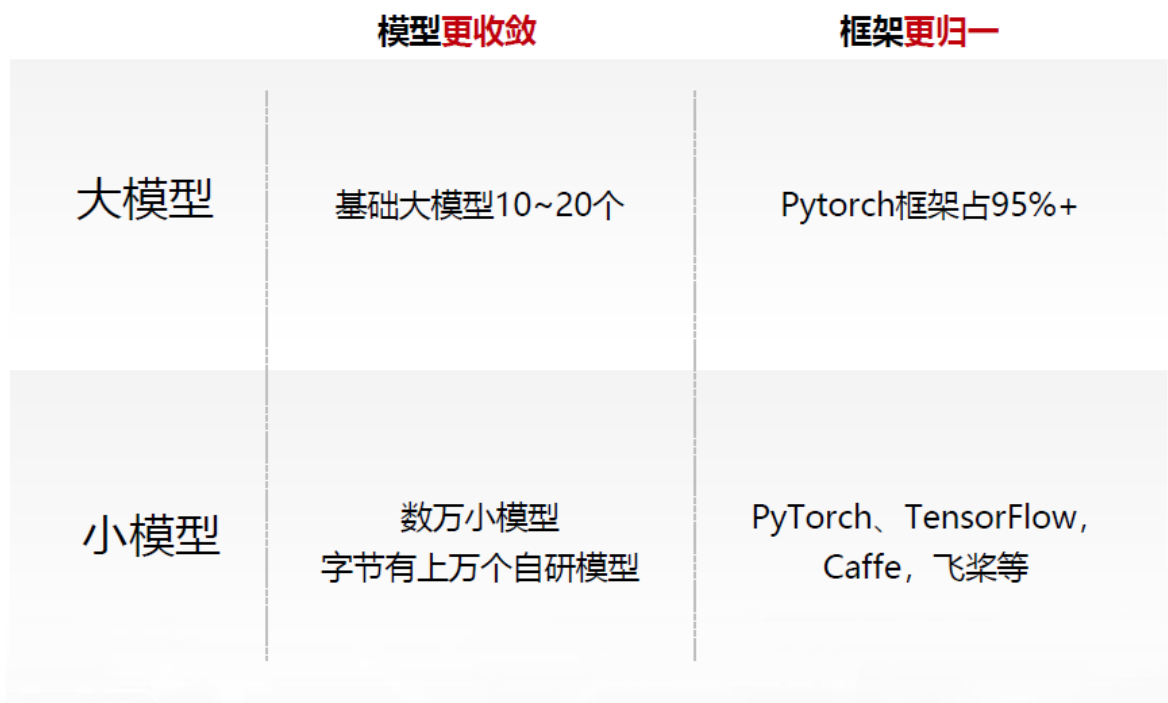 模型更收敛
框架更归一
大模型
基础大模型10~20个
Pytorch框架占95%+
小模型
数万小模型
字节有上万个自研模型
PyTorch、TensorFlow，
Caffe，飞桨等